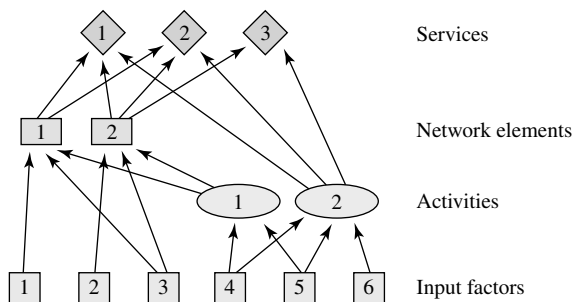 1 2 3 Services
1 2 Network elements
1 2 Activities
1 2 3 4 5 6 Input factors